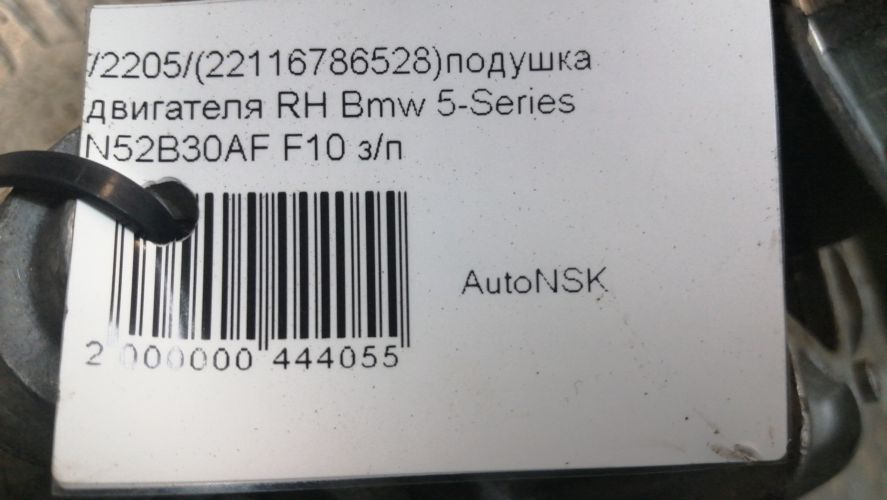 /2205/(22116786528)подушка
двигателя RH Bmw 5-Series
N52B30AF F10 з/п
AutoNSK
2 000000 444055